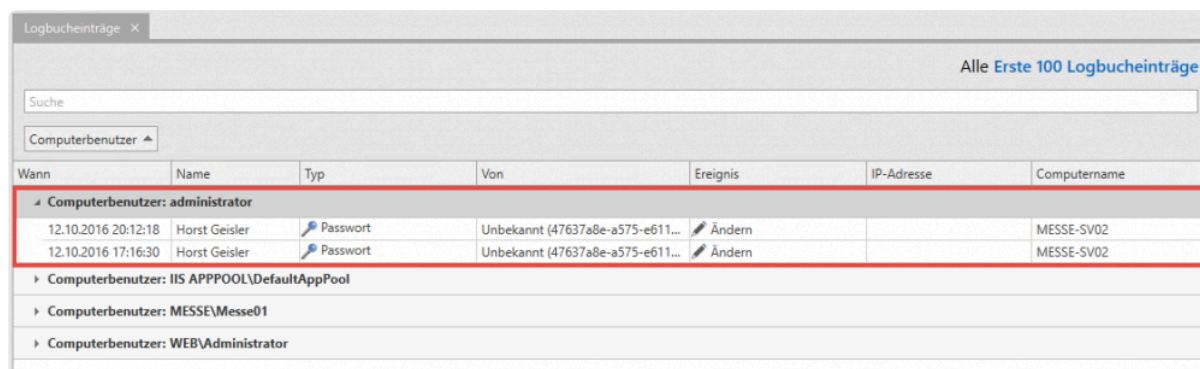 Logbucheinträge ×
Alle Erste 100 Logbucheinträge
Suche
Computerbenutzer
Wann Name Typ Von Ereignis IP-Adresse Computername
Computerbenutzer: administrator
12.10.2016 20:12:18 Horst Geisler Passwort Unbekannt (47637a8e-a575-e611... Ändern MESSE-SV02
12.10.2016 17:16:30 Horst Geisler Passwort Unbekannt (47637a8e-a575-e611... Ändern MESSE-SV02
Computerbenutzer: IIS APPPOOL\DefaultAppPool
Computerbenutzer: MESSE\Messe01
Computerbenutzer: WEB\Administrator